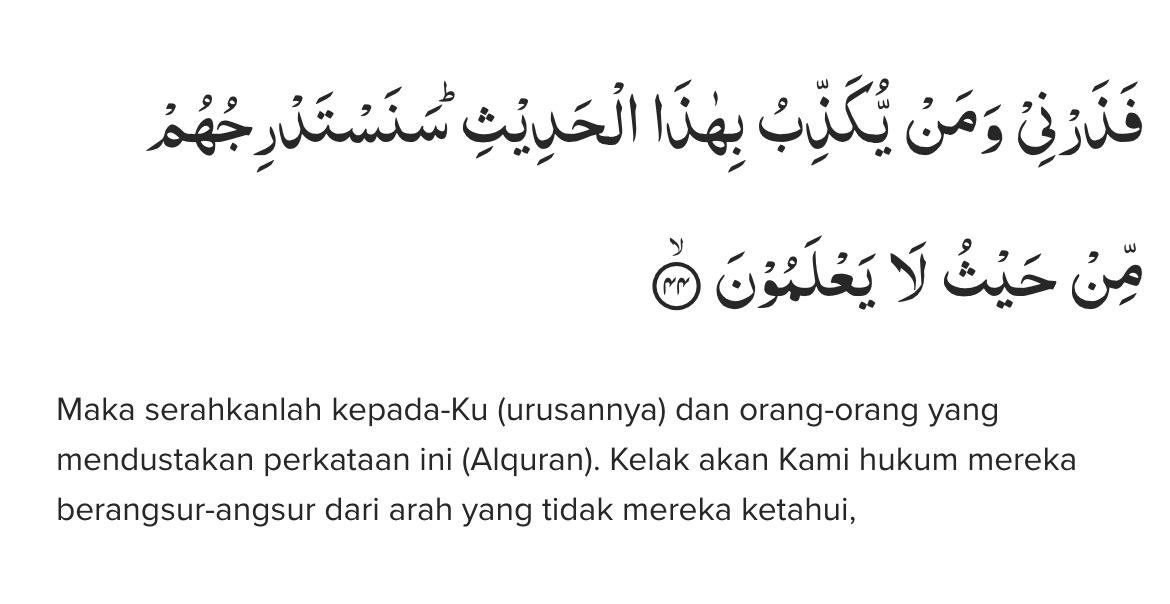 فَذَرْنِيْ وَمَنْ يُّكَذِّبُ بِهٰذَا الْحَدِيْثِۗ سَنَسْتَدْرِجُهُمْ
مِّنْ حَيْثُ لَا يَعْلَمُوْنَۙ ۝٤٤
Maka serahkanlah kepada-Ku (urusannya) dan orang-orang yang
mendustakan perkataan ini (Alquran). Kelak akan Kami hukum mereka
berangsur-angsur dari arah yang tidak mereka ketahui,